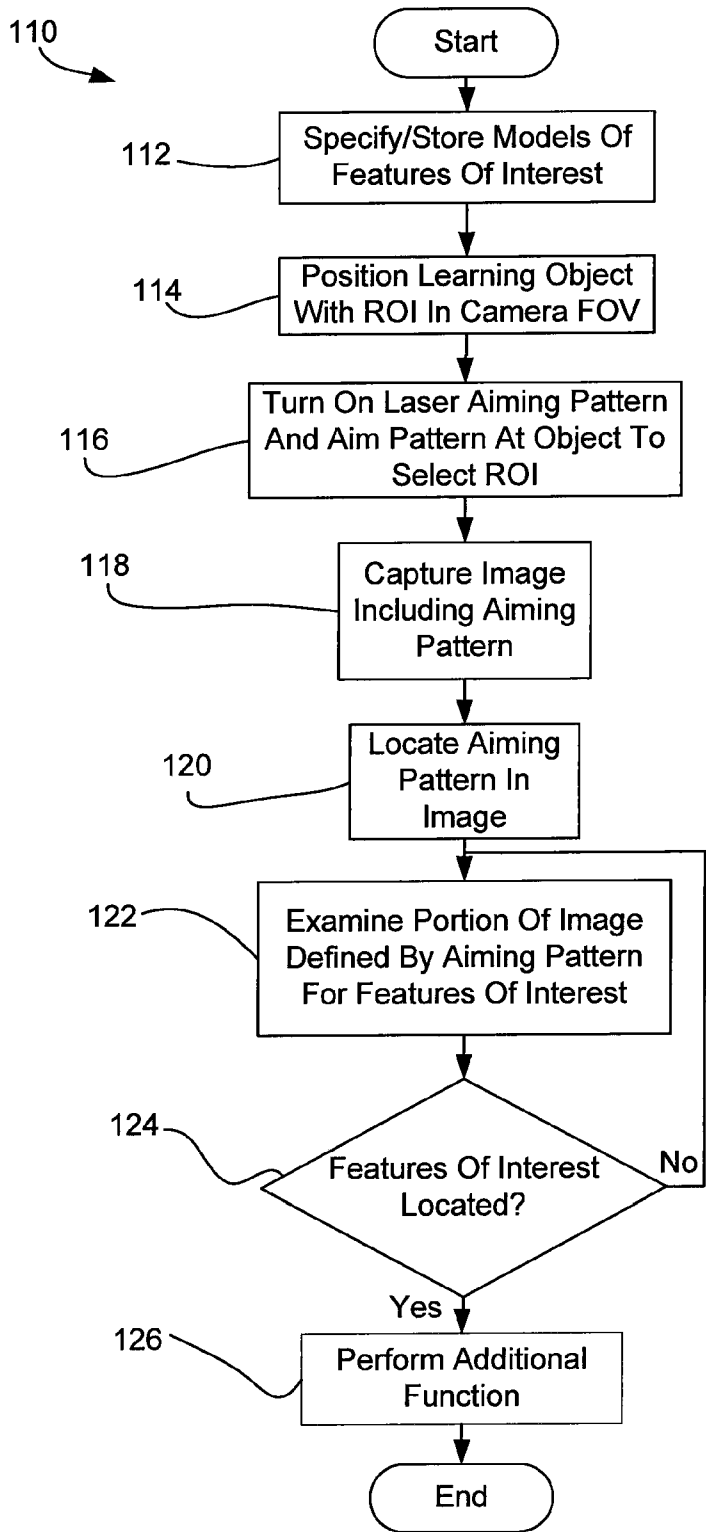 110
Start
112
Specify/Store Models Of
Features Of Interest
114
Position Learning Object
With ROI In Camera FOV
116
Turn On Laser Aiming Pattern
And Aim Pattern At Object To
Select ROI
118
Capture Image
Including Aiming
Pattern
120
Locate Aiming
Pattern In
Image
122
Examine Portion Of Image
Defined By Aiming Pattern
For Features Of Interest
124
Features Of Interest
Located?
No
Yes
126
Perform Additional
Function
End